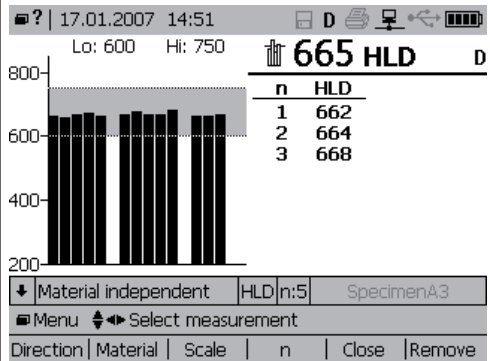 ? 17.01.2007 14:51 D
Lo: 600 Hi: 750
665 HLD D
800
600
400
200
n HLD
1 662
2 664
3 668
Material independent HLD n:5 SpecimenA3
Menu Select measurement
Direction Material Scale n Close Remove